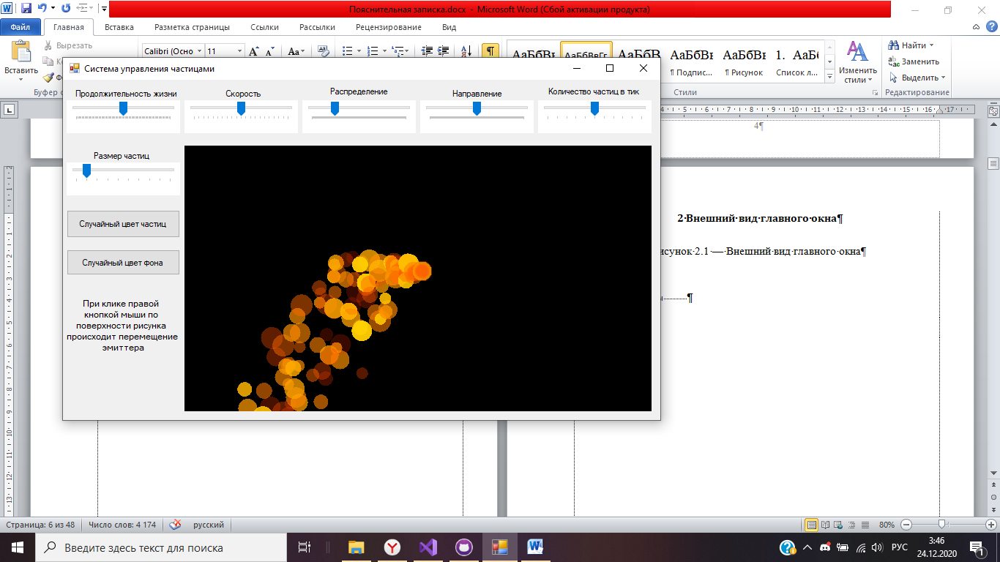 Пояснительная записка.docx - Microsoft Word (Сбой активации продукта)
Файл Главная Вставка Разметка страницы Ссылки Рассылки Рецензирование Вид
Вставить
Вырезать
Calibri (Осно 11
АаБбВв АаБбВвГг АаБбВв АаБбВв АаБбВв 1. АаБб
¶ Подпис... ¶ Рисунок Список л...
Изменить
стили
Найти
Заменить
Выделить
Буфер о
Стили
Редактирование
Система управления частицами
Продолжительность жизни
Скорость
Распределение
Направление
Количество частиц в тик
Размер частиц
Случайный цвет частиц
Случайный цвет фона
При клике правой
кнопкой мыши по
поверхности рисунка
происходит перемещение
эмиттера
4¶
2·Внешний·вид·главного·окна¶
исунок·2.1·—·Внешний·вид·главного·окна¶
Страница: 6 из 48 Число слов: 4 174 русский 80%
Введите здесь текст для поиска
РУС
3:46
24.12.2020
1